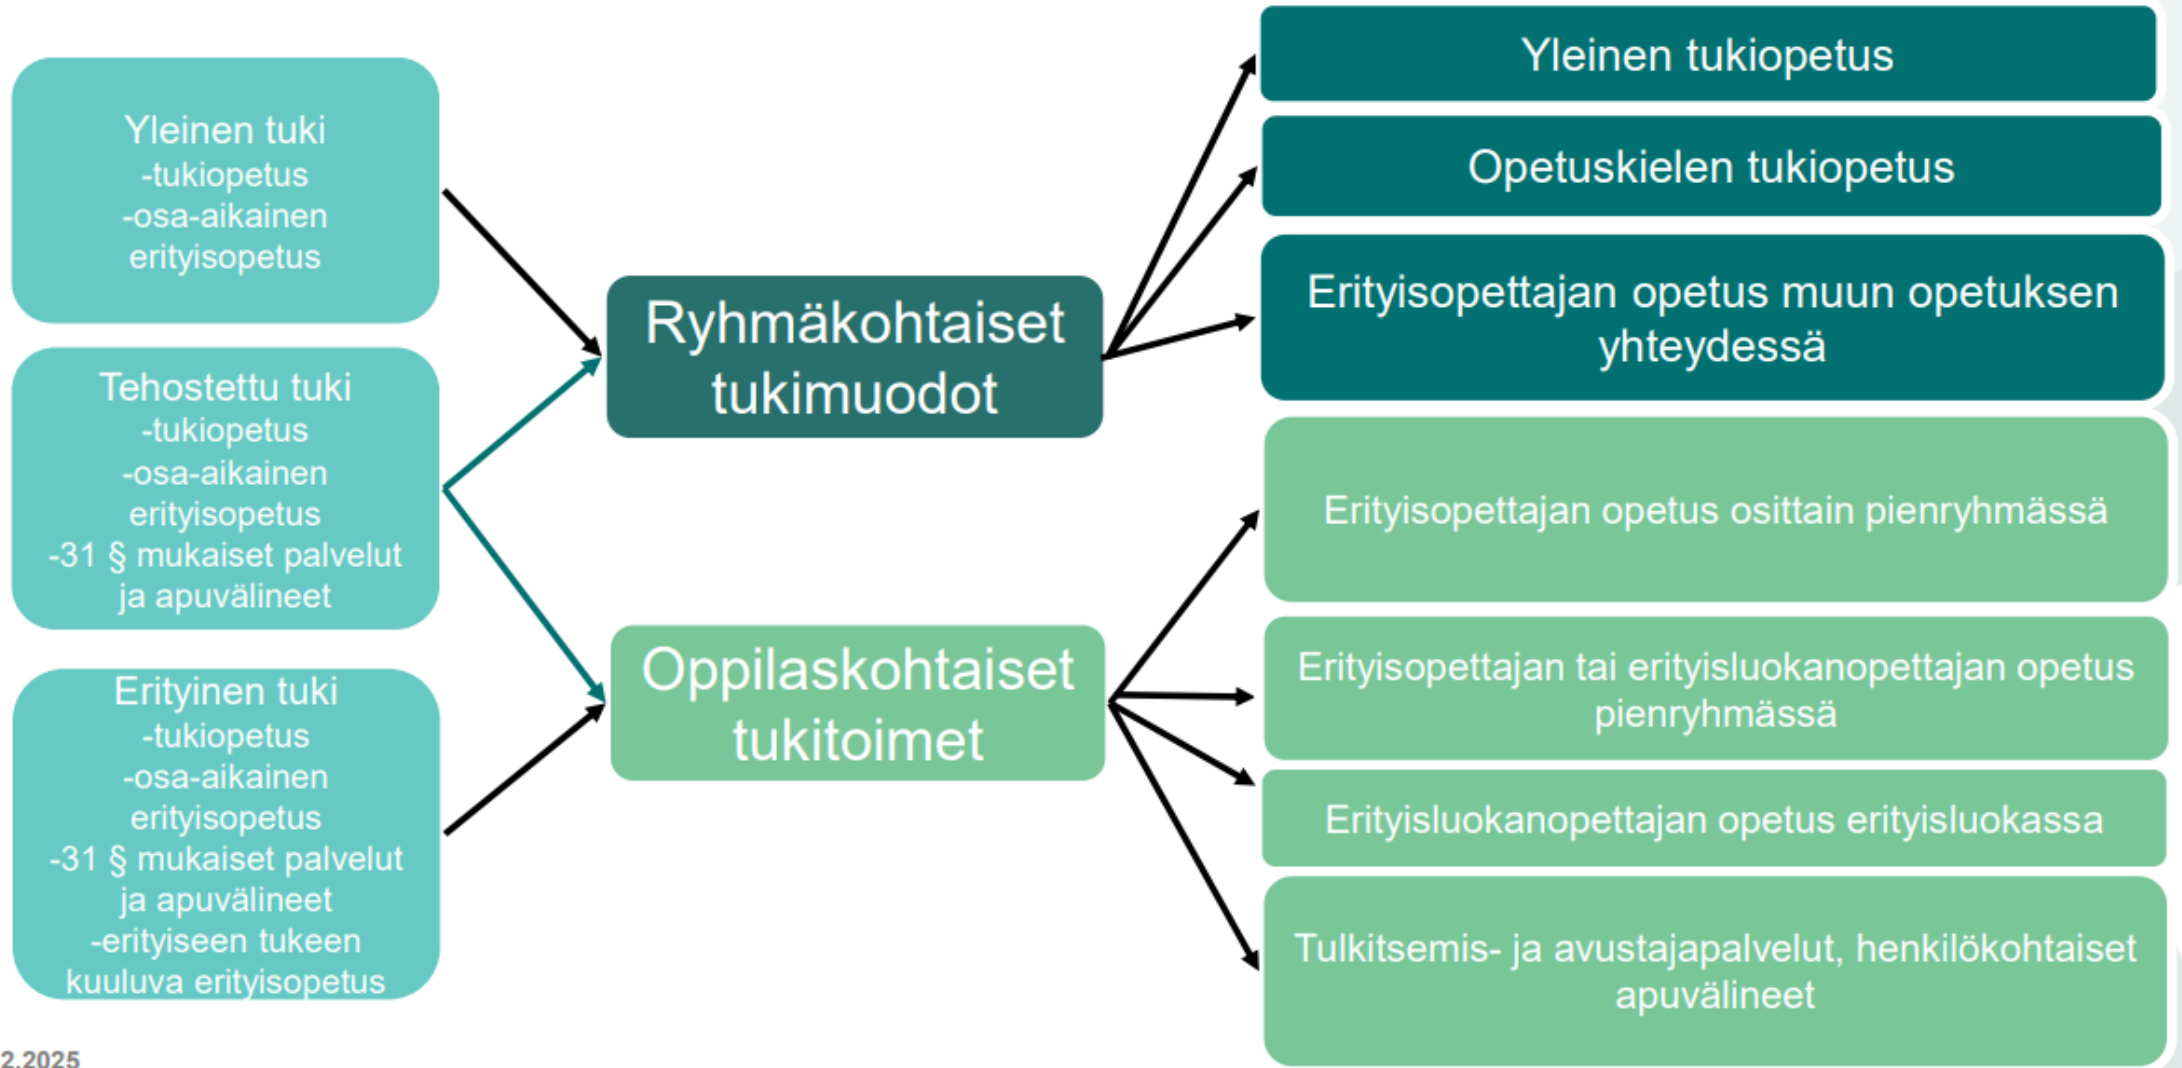 Yleinen tuki
-tukiopetus
-osa-aikainen
erityisopetus
Tehostettu tuki
-tukiopetus
-osa-aikainen
erityisopetus
-31 § mukaiset palvelut
ja apuvälineet
Erityinen tuki
-tukiopetus
-osa-aikainen
erityisopetus
-31 § mukaiset palvelut
ja apuvälineet
-erityiseen tukeen
kuuluva erityisopetus
Ryhmäkohtaiset
tukimuodot
Oppilaskohtaiset
tukitoimet
Yleinen tukiopetus
Opetuskielen tukiopetus
Erityisopettajan opetus muun opetuksen
yhteydessä
Erityisopettajan opetus osittain pienryhmässä
Erityisopettajan tai erityisluokanopettajan opetus
pienryhmässä
Erityisluokanopettajan opetus erityisluokassa
Tulkitsemis- ja avustajapalvelut, henkilökohtaiset
apuvälineet
2.2025